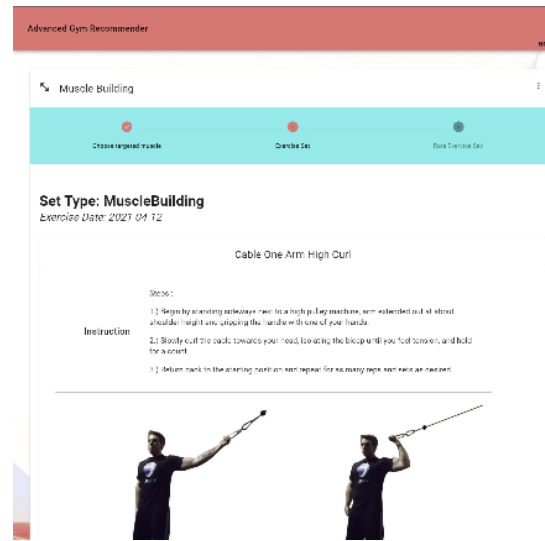 Advanced Gym Recommender
Muscle Building
Choose targeted muscle
Exercise Set
Rate Exercise Set
Set Type: MuscleBuilding
Exercise Date: 2021-04-12
Cable One Arm High Curl
Steps :
1.) Begin by standing sideways next to a high pulley machine, arm extended out at about
shoulder height and gripping the handle with one of your hands.
Instruction
2.) Slowly curl the cable towards your head, isolating the bicep until you feel tension, and hold
for a count.
3.) Return back to the starting position and repeat for as many reps and sets as desired